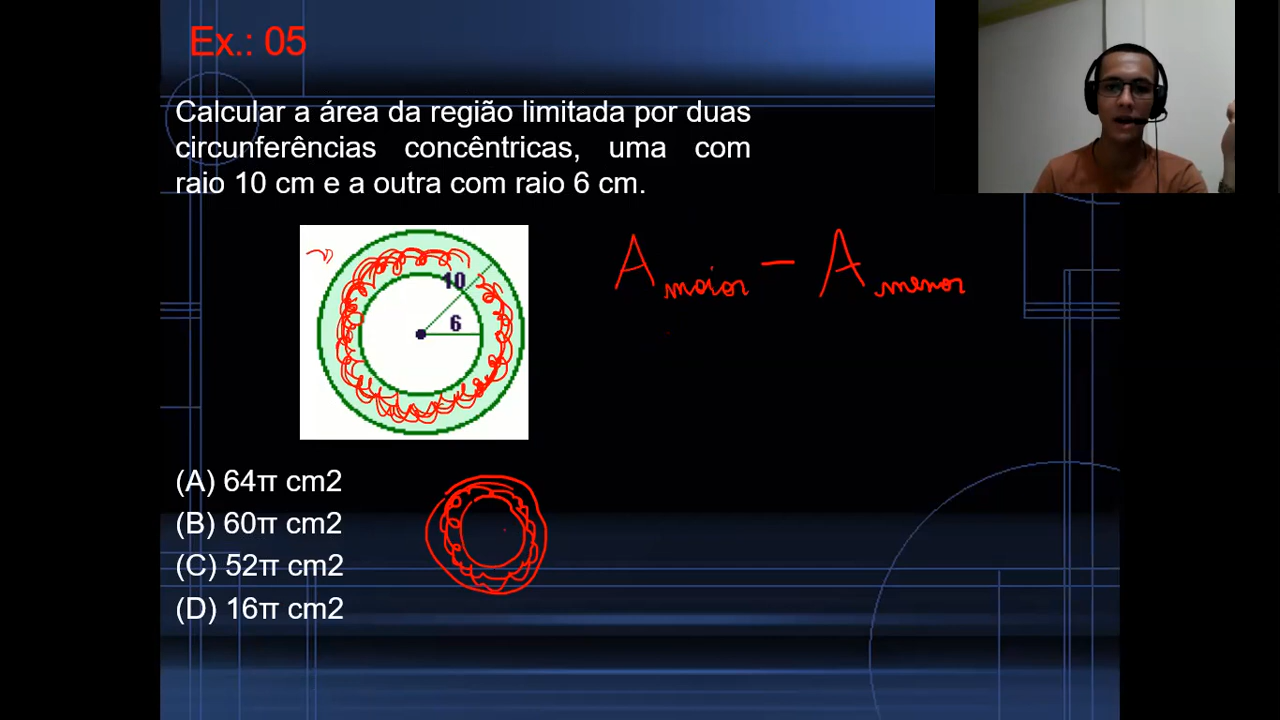 Ex.: 05
Calcular a área da região limitada por duas
circunferências concêntricas, uma com
raio 10 cm e a outra com raio 6 cm.
10
6
A maior - A menor
(A) 64π cm2
(B) 60π cm2
(C) 52π cm2
(D) 16π cm2